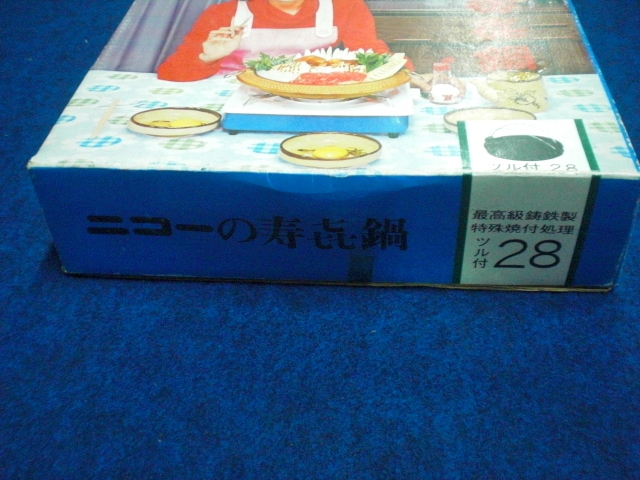 ツル付 28
ニコーの寿㐂鍋
最高級鋳鉄製
特殊焼付処理
ツル付 28